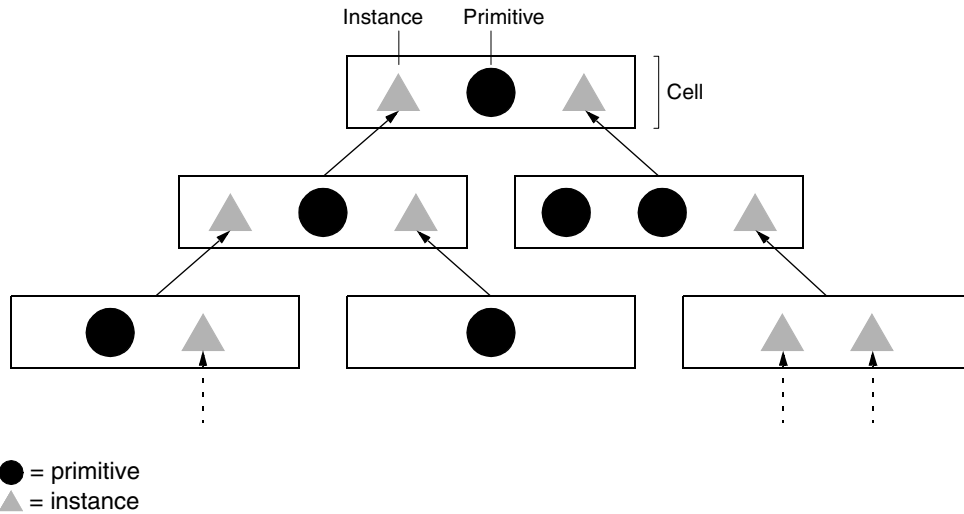 Instance Primitive
Cell
= primitive
= instance